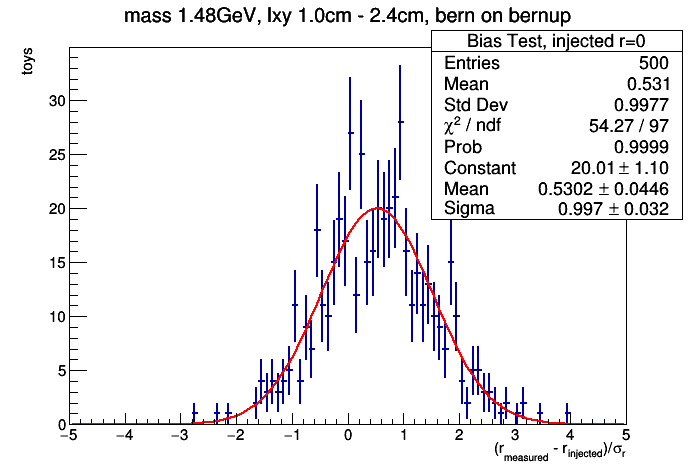 mass 1.48GeV, lxy 1.0cm - 2.4cm, bern on bernup
toys
Bias Test, injected r=0
Entries 500
Mean 0.531
Std Dev 0.9977
χ² / ndf 54.27 / 97
Prob 0.9999
Constant 20.01 ± 1.10
Mean 0.5302 ± 0.0446
Sigma 0.997 ± 0.032
30
25
20
15
10
5
0
−5 −4 −3 −2 −1 0 1 2 3 4 5
(r_measured - r_injected)/σ_r